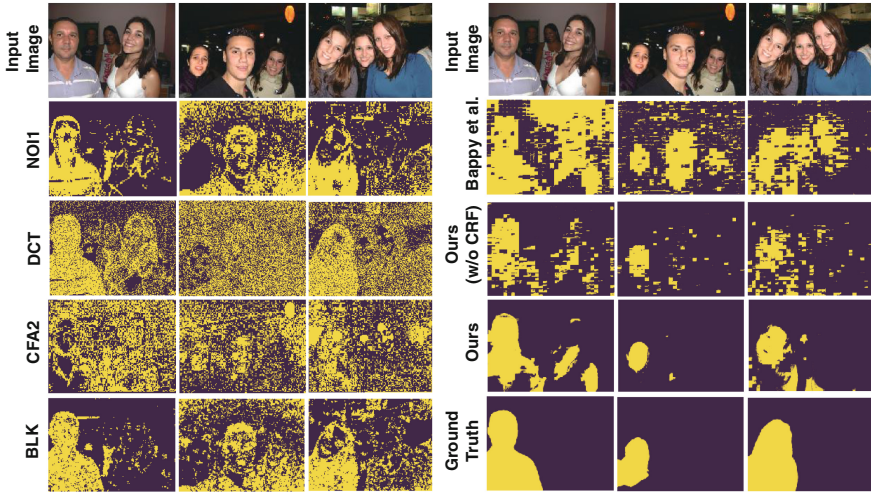 Input
Image
NOI1
DCT
CFA2
BLK
Input
Image
Bappy et al.
Ours
(w/o CRF)
Ours
Ground
Truth